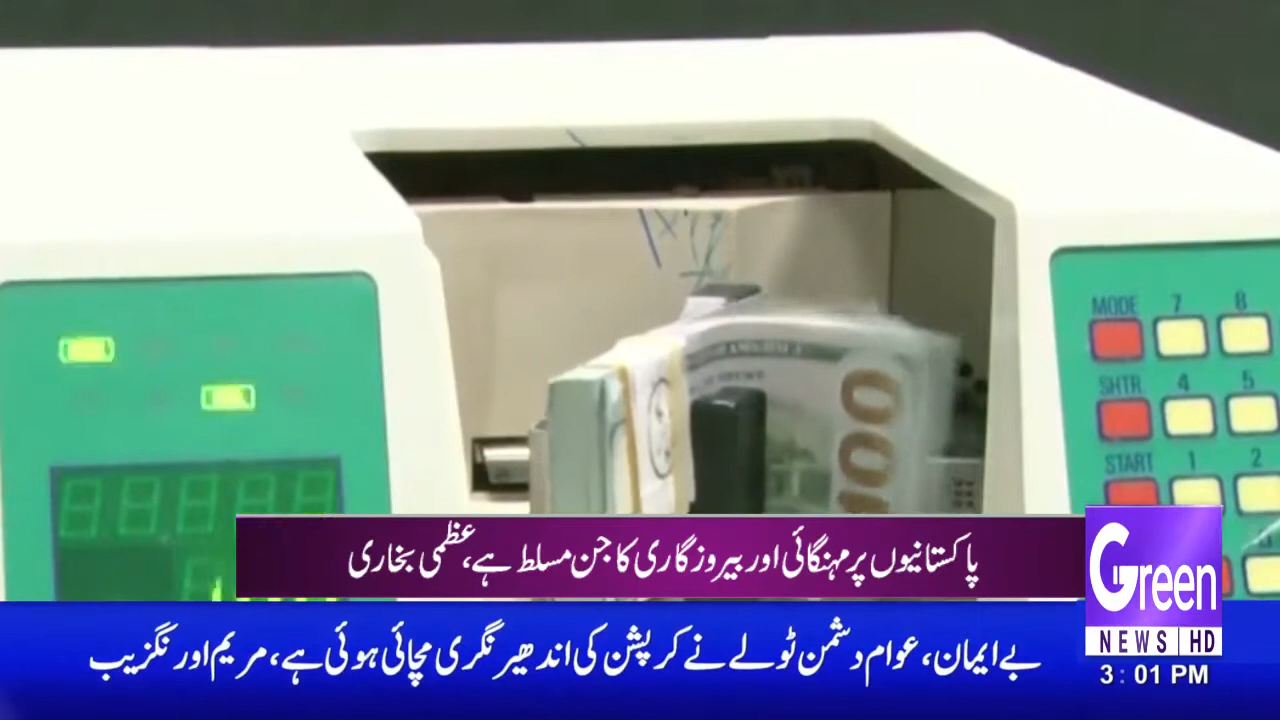 MODE 7 8
SHTR 4 5
START 1 2
100
پاکستانیوں پر مہنگائی اور بیروزگاری کا جن مسلط ہے، عظمی بخاری
بے ایمان، عوام دشمن ٹولے نے کرپشن کی اندھیر نگری مچائی ہوئی ہے، مریم اورنگزیب
Green
NEWS HD
3:01 PM